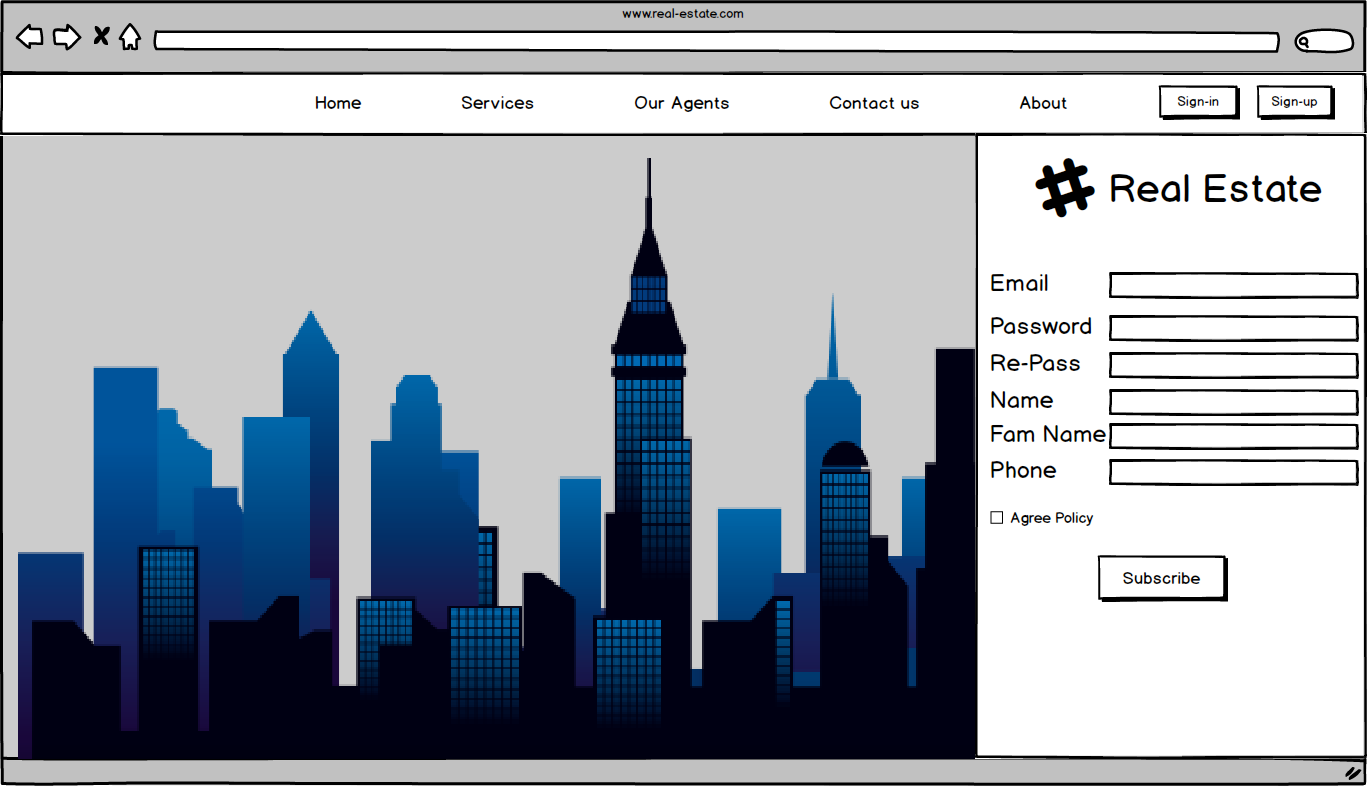 www.real-estate.com
Home Services Our Agents Contact us About Sign-in Sign-up
# Real Estate
Email
Password
Re-Pass
Name
Fam Name
Phone
Agree Policy
Subscribe